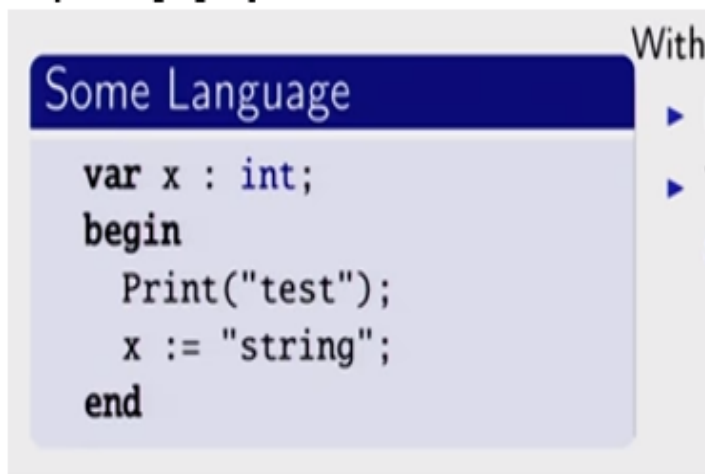 With
Some Language
var x : int;
begin
Print("test");
x := "string";
end